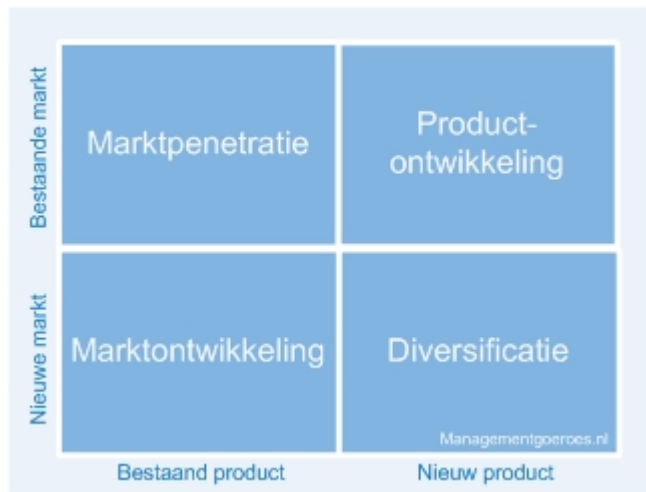 Bestaande markt
Marktpenetratie
Product-
ontwikkeling
Nieuwe markt
Marktontwikkeling
Diversificatie
Managementgoeroes.nl
Bestaand product
Nieuw product